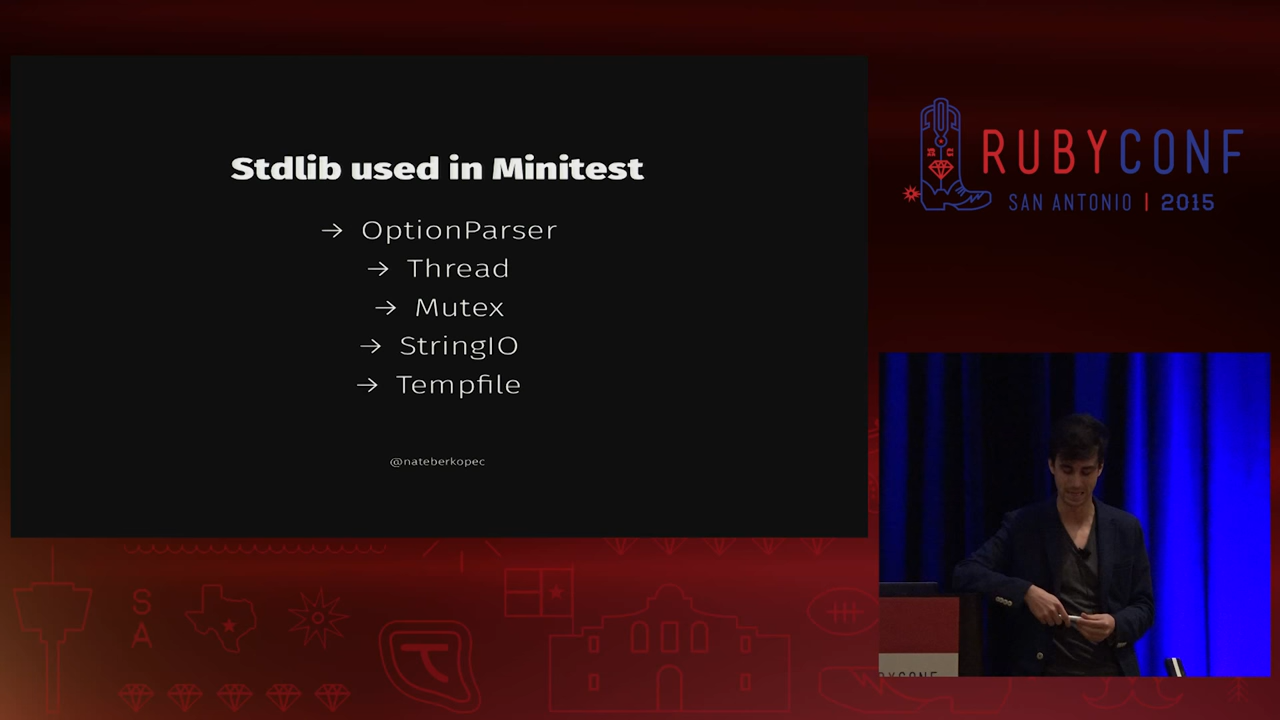 Stdlib used in Minitest
→ OptionParser
→ Thread
→ Mutex
→ StringIO
→ Tempfile
@nateberkopec
RUBYCONF
SAN ANTONIO | 2015
S
A